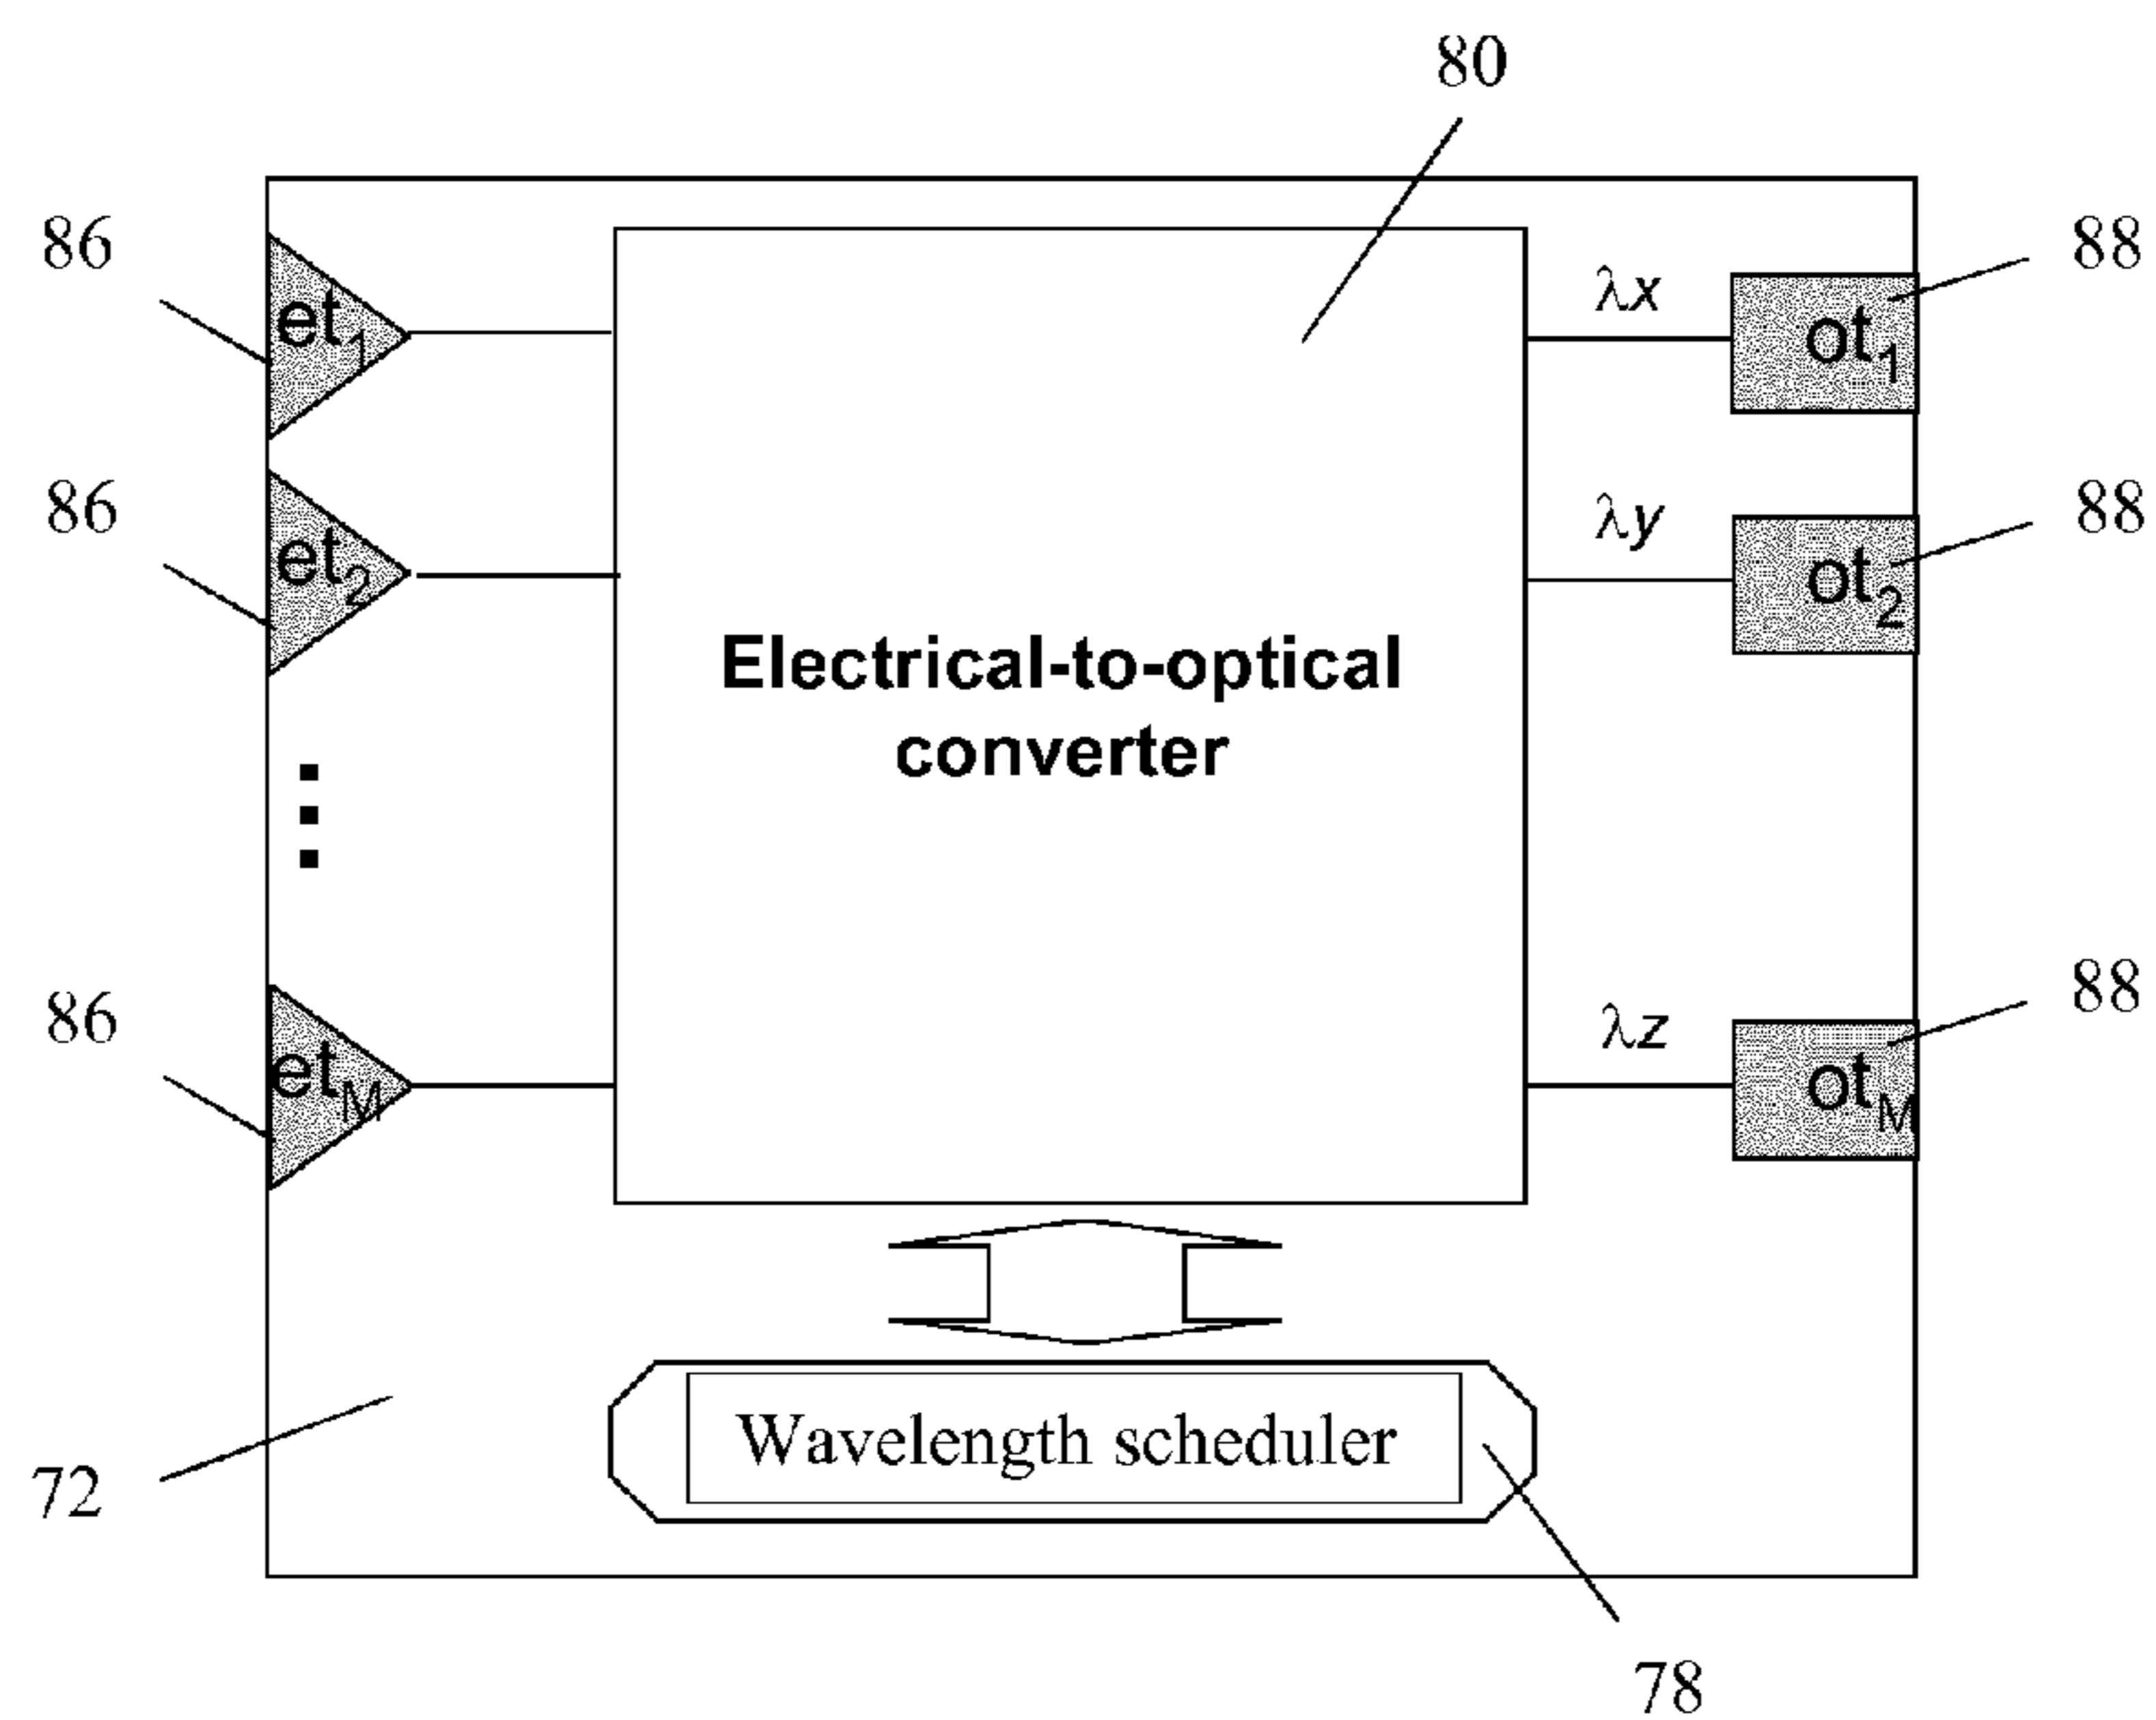 80
86
et1
λx
ot1
88
86
et2
λy
ot2
88
Electrical-to-optical
converter
86
etM
λz
otM
88
72
Wavelength scheduler
78